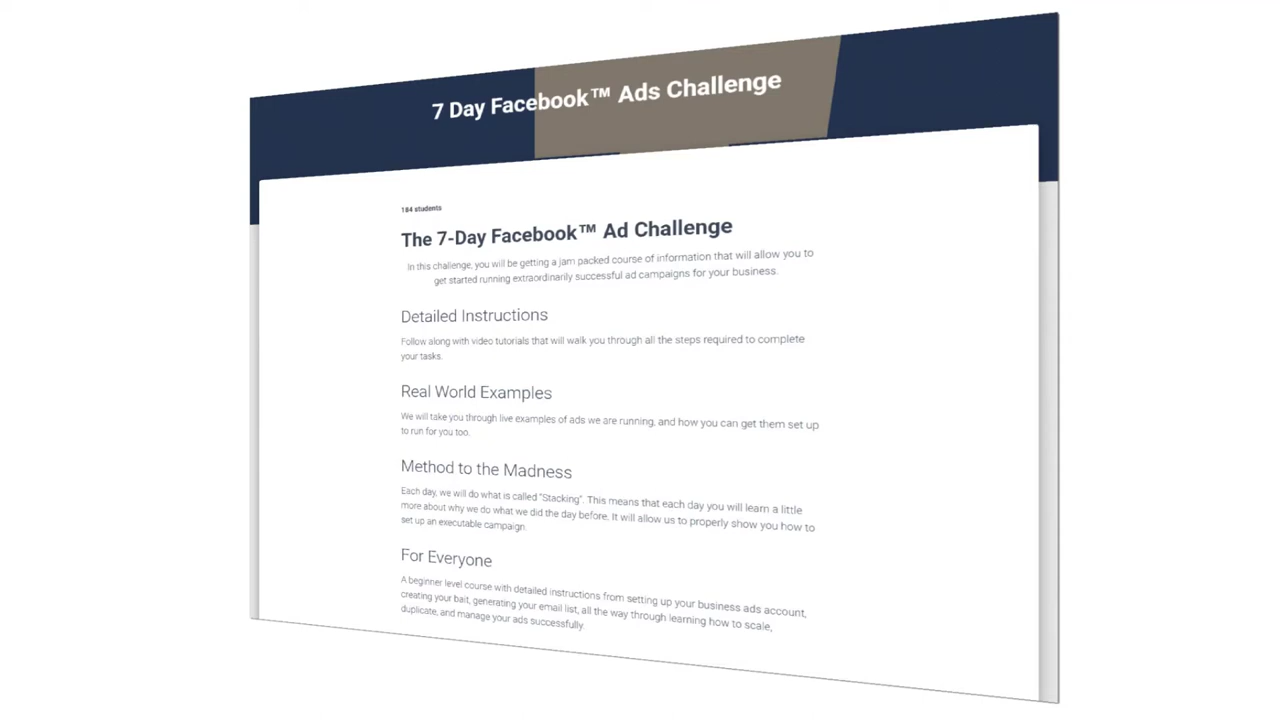 7 Day Facebook™ Ads Challenge
184 students
The 7-Day Facebook™ Ad Challenge
In this challenge, you will be getting a jam packed course of information that will allow you to
get started running extraordinarily successful ad campaigns for your business.
Detailed Instructions
Follow along with video tutorials that will walk you through all the steps required to complete
your tasks.
Real World Examples
We will take you through live examples of ads we are running, and how you can get them set up
to run for you too.
Method to the Madness
Each day, we will do what is called "Stacking". This means that each day you will learn a little
more about why we do what we did the day before. It will allow us to properly show you how to
set up an executable campaign.
For Everyone
A beginner level course with detailed instructions from setting up your business ads account,
creating your bait, generating your email list, all the way through learning how to scale,
duplicate, and manage your ads successfully.